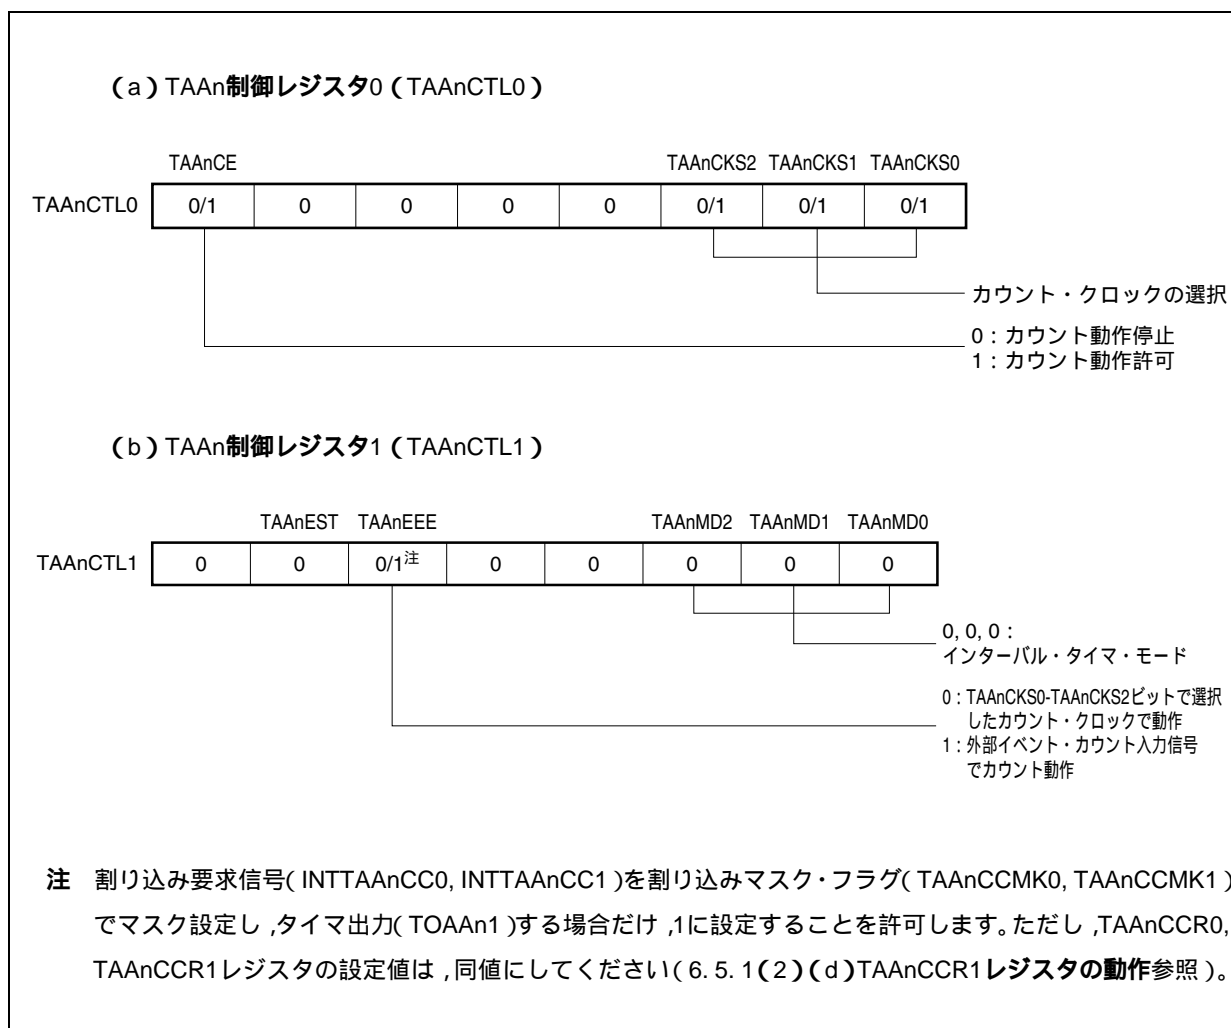 (a)TAAn制御レジスタ0(TAAnCTL0)
TAAnCE TAAnCKS2 TAAnCKS1 TAAnCKS0
TAAnCTL0 0/1 0 0 0 0 0/1 0/1 0/1
カウント・クロックの選択
0:カウント動作停止
1:カウント動作許可
(b)TAAn制御レジスタ1(TAAnCTL1)
TAAnEST TAAnEEE TAAnMD2 TAAnMD1 TAAnMD0
TAAnCTL1 0 0 0/1注 0 0 0 0 0
0, 0, 0:
インターバル・タイマ・モード
0:TAAnCKS0-TAAnCKS2ビットで選択
したカウント・クロックで動作
1:外部イベント・カウント入力信号
でカウント動作
注 割り込み要求信号(INTTAAnCC0, INTTAAnCC1)を割り込みマスク・フラグ(TAAnCCMK0, TAAnCCMK1)
でマスク設定し,タイマ出力(TOAAn1)する場合だけ,1に設定することを許可します。ただし,TAAnCCR0,
TAAnCCR1レジスタの設定値は,同値にしてください(6. 5. 1(2)(d)TAAnCCR1レジスタの動作参照)。